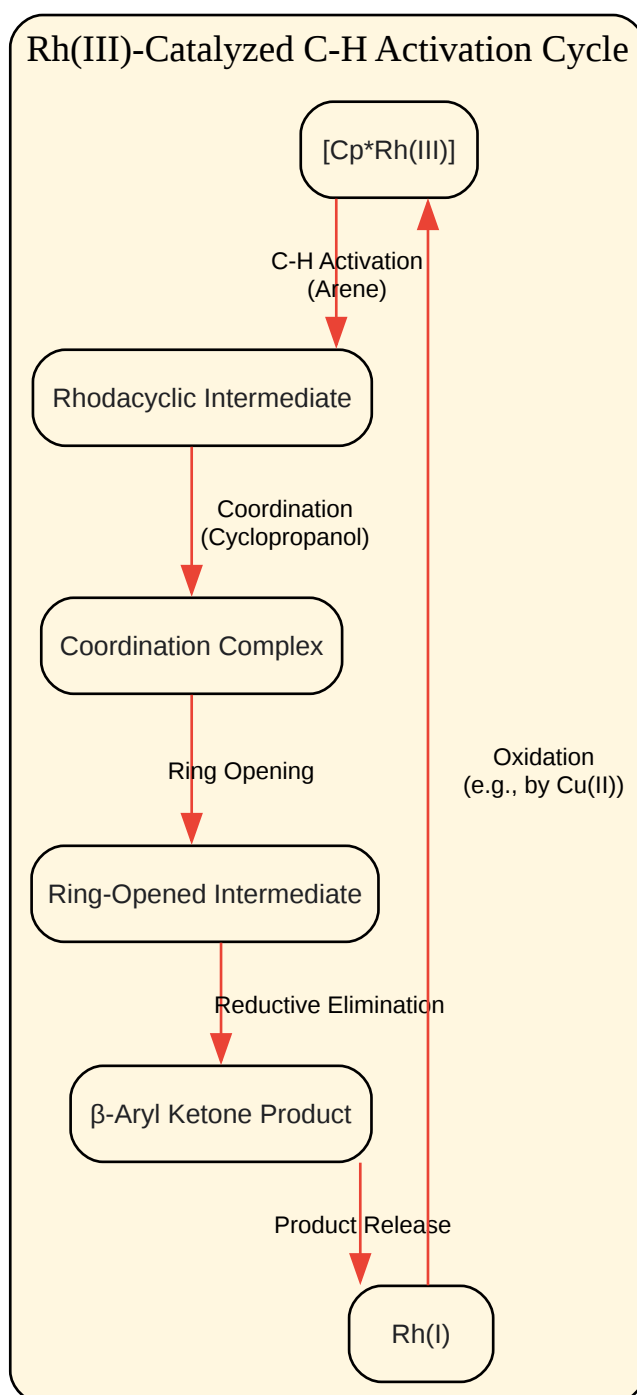 Rh(III)-Catalyzed C-H Activation Cycle
[Cp*Rh(III)]
C-H Activation
(Arene)
Rhodacyclic Intermediate
Coordination
(Cyclopropanol)
Coordination Complex
Ring Opening
Oxidation
(e.g., by Cu(II))
Ring-Opened Intermediate
Reductive Elimination
β-Aryl Ketone Product
Product Release
Rh(I)